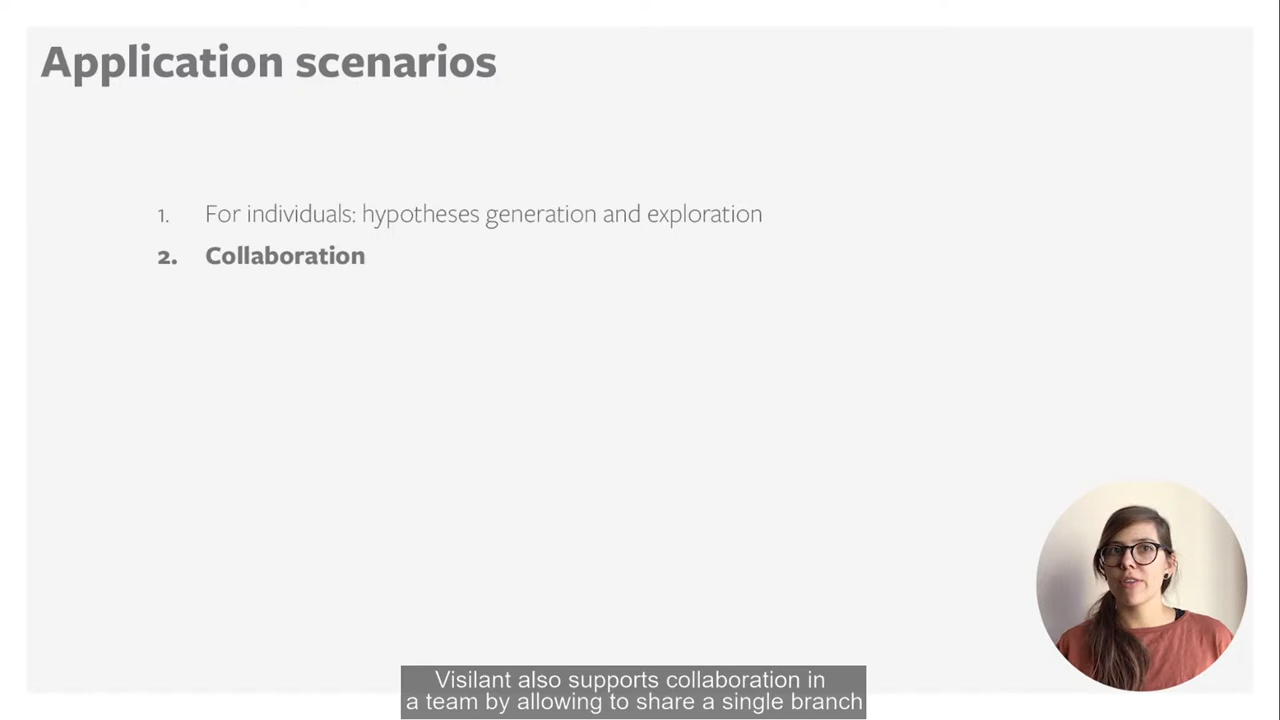 Application scenarios
1. For individuals: hypotheses generation and exploration
2. Collaboration
Visilant also supports collaboration in
a team by allowing to share a single branch